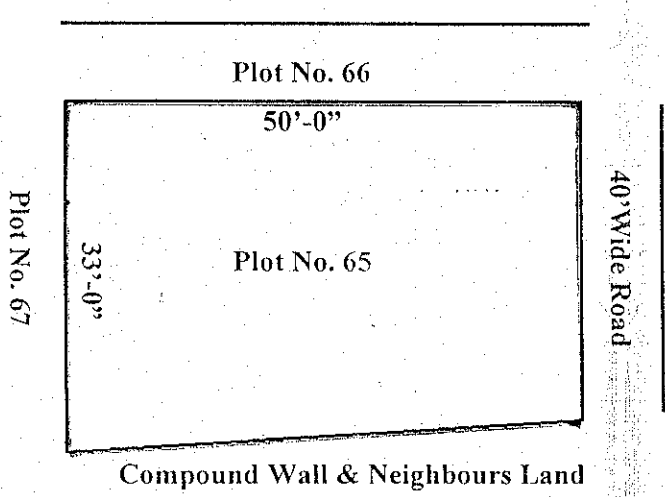 Plot No. 66
50’-0”
Plot No. 67
33’-0”
Plot No. 65
40’Wide Road
Compound Wall & Neighbours Land